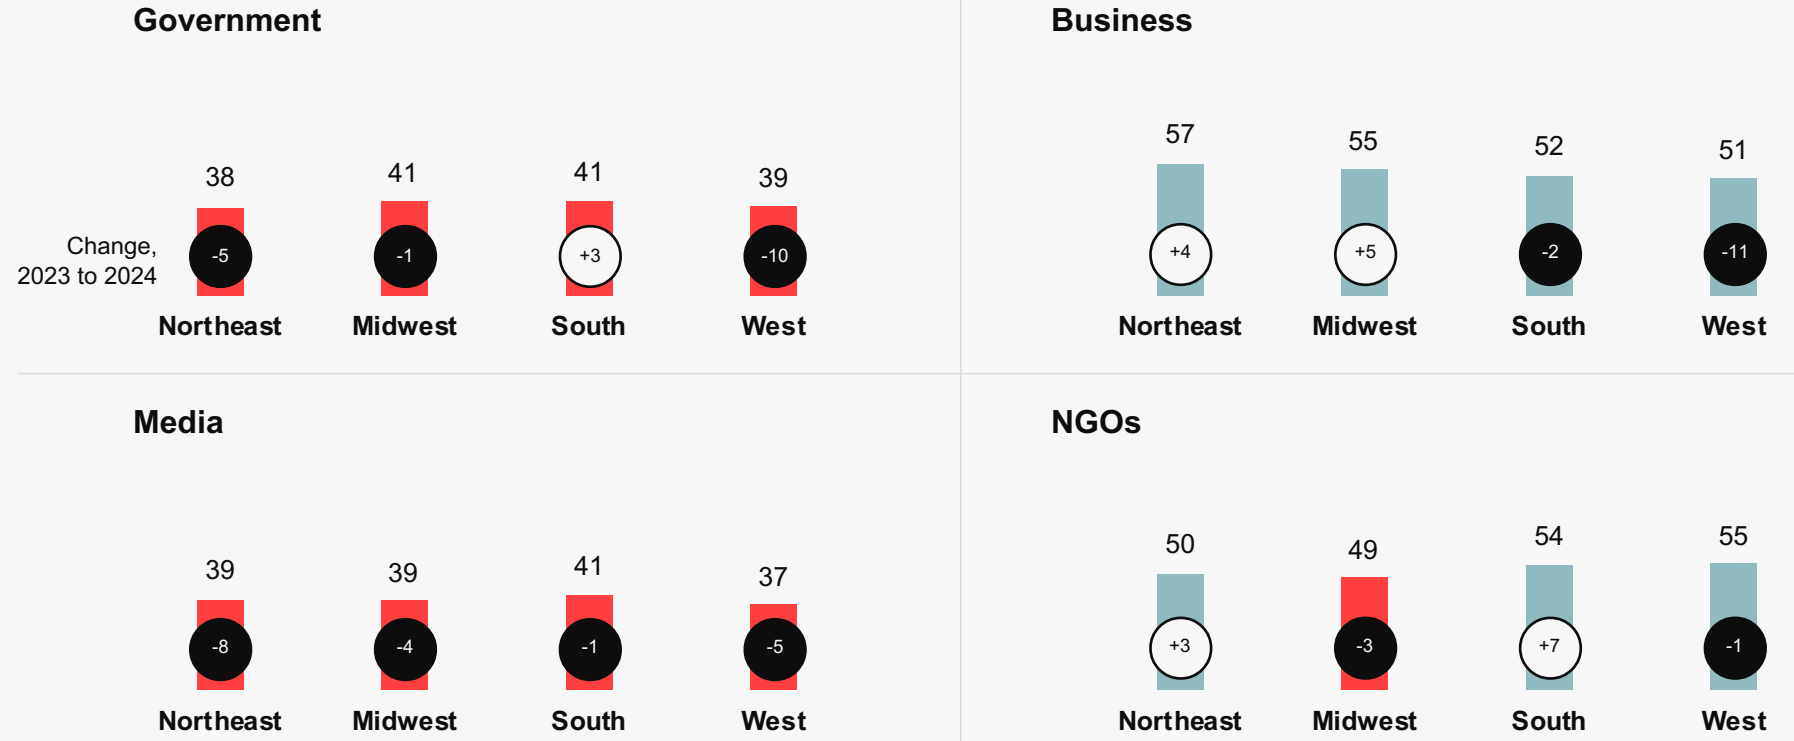 Government
38
41
41
39
Change,
2023 to 2024
-5
-1
+3
-10
Northeast
Midwest
South
West
Business
57
55
52
51
+4
+5
-2
-11
Northeast
Midwest
South
West
Media
39
39
41
37
-8
-4
-1
-5
Northeast
Midwest
South
West
NGOs
50
49
54
55
+3
-3
+7
-1
Northeast
Midwest
South
West